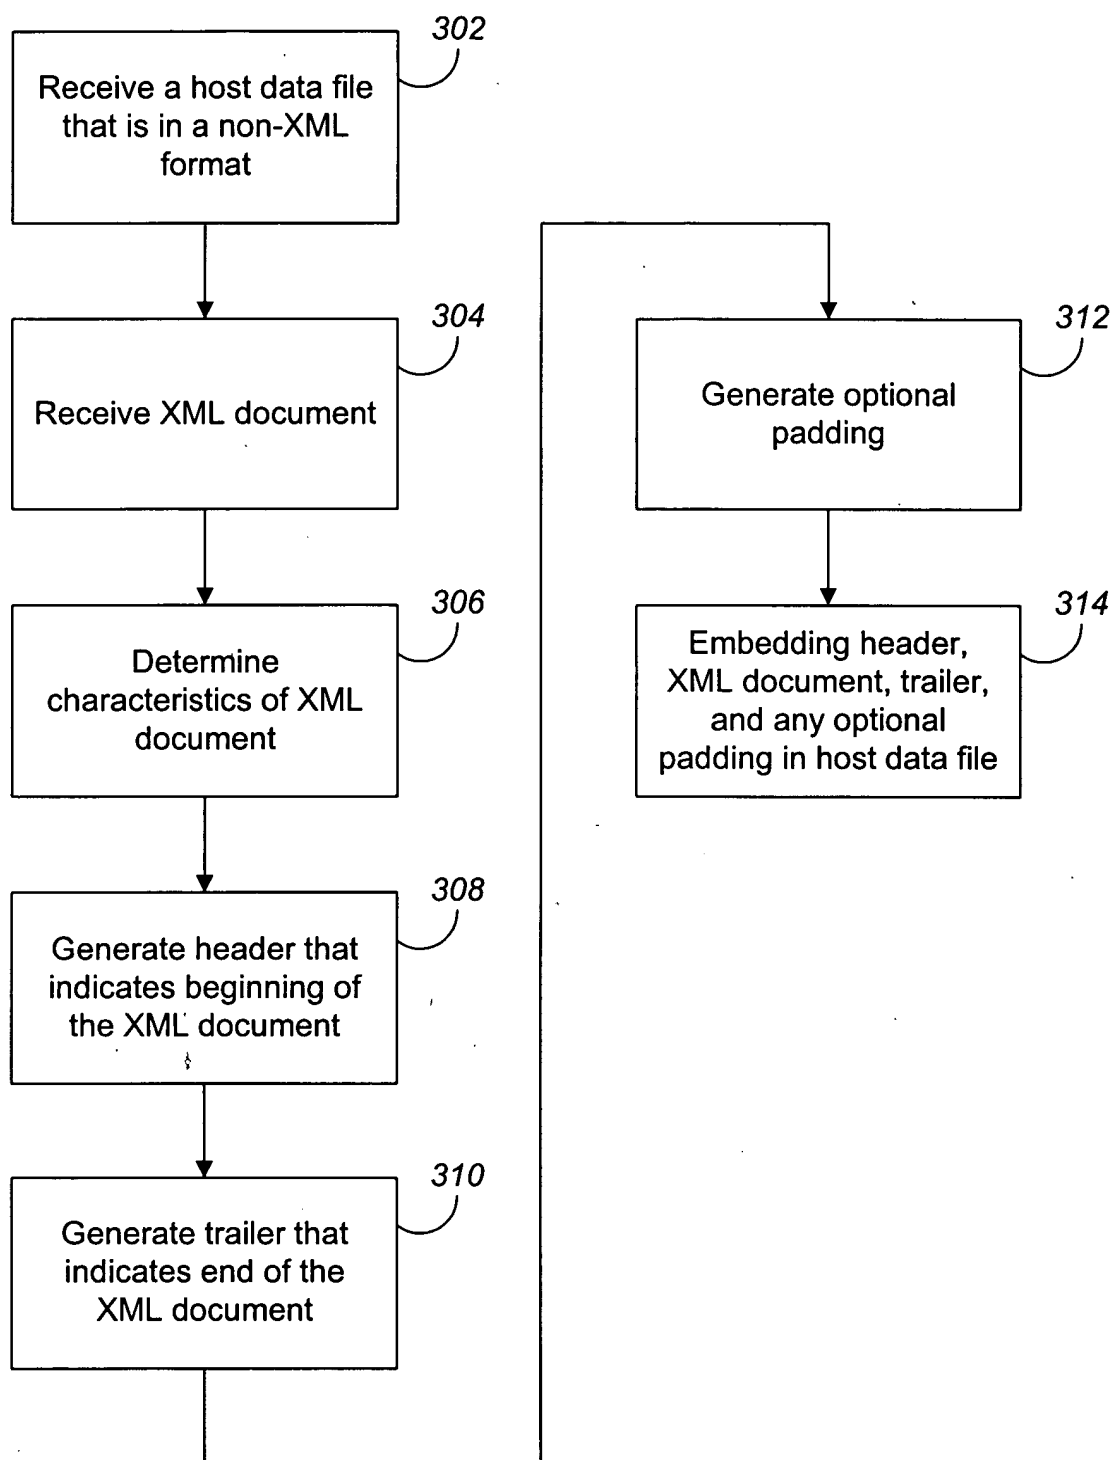 302
Receive a host data file
that is in a non-XML
format
304
Receive XML document
306
Determine
characteristics of XML
document
308
Generate header that
indicates beginning of
the XML document
310
Generate trailer that
indicates end of the
XML document
312
Generate optional
padding
314
Embedding header,
XML document, trailer,
and any optional
padding in host data file